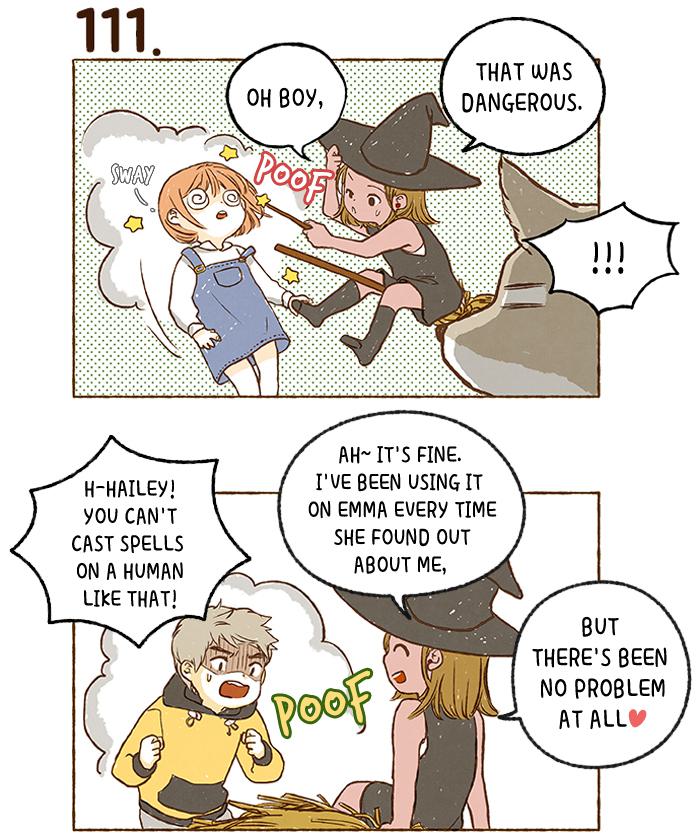 111.
OH BOY,
THAT WAS
DANGEROUS.
SWAY
POOF
!!!
H-HAILEY!
YOU CAN'T
CAST SPELLS
ON A HUMAN
LIKE THAT!
AH~ IT'S FINE.
I'VE BEEN USING IT
ON EMMA EVERY TIME
SHE FOUND OUT
ABOUT ME,
POOF
BUT
THERE'S BEEN
NO PROBLEM
AT ALL♥